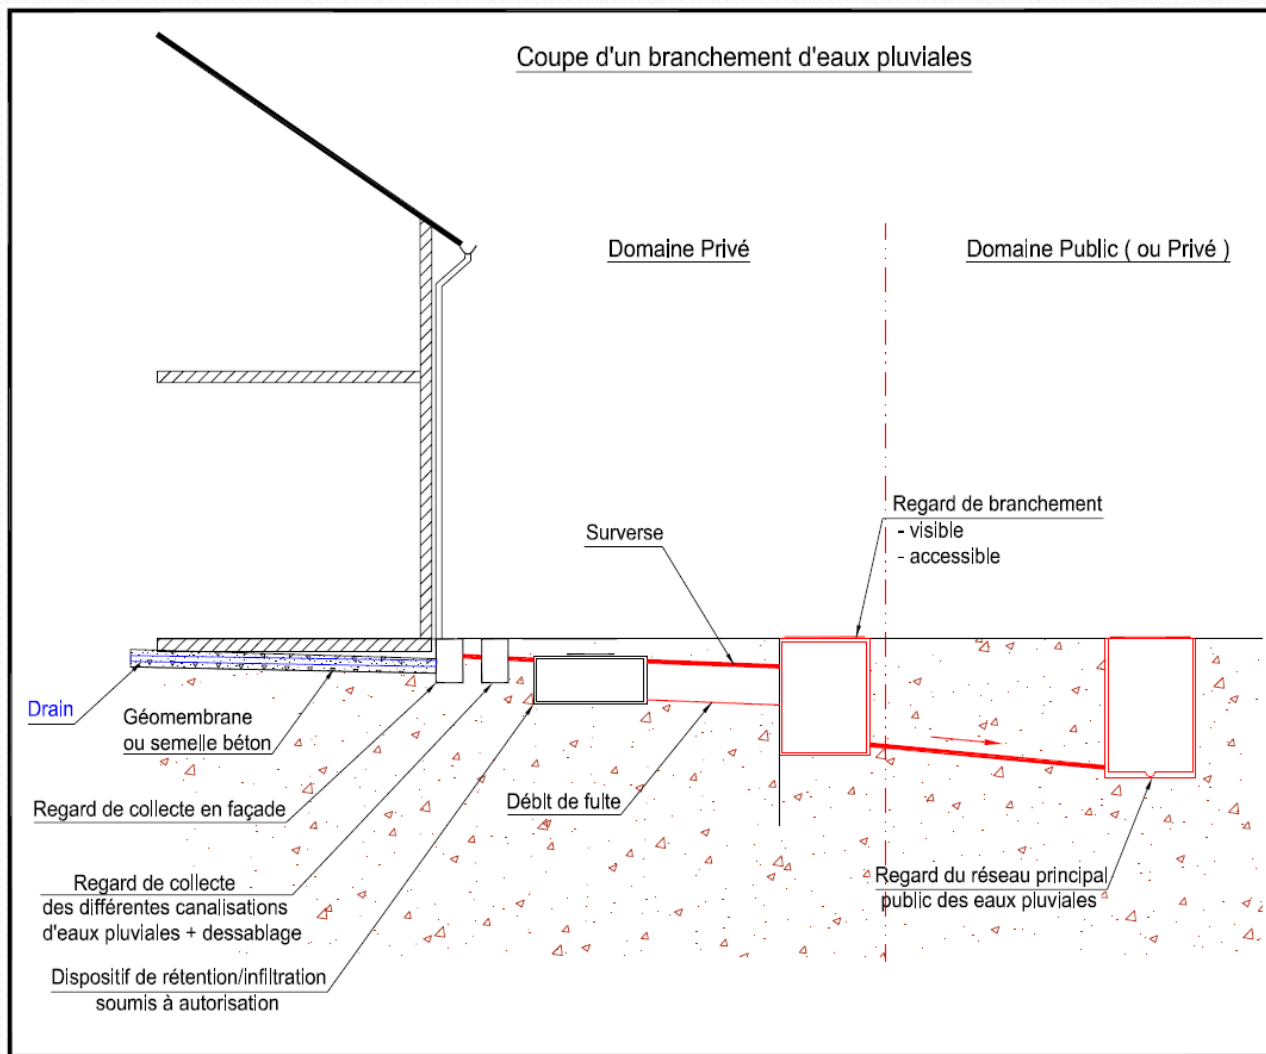 Coupe d'un branchement d'eaux pluviales
Domaine Privé
Domaine Public ( ou Privé )
Regard de branchement
- visible
- accessible
Surverse
Drain
Géomembrane
ou semelle béton
Regard de collecte en façade
Débit de fuite
Regard de collecte
des différentes canalisations
d'eaux pluviales + dessablage
Regard du réseau principal
public des eaux pluviales
Dispositif de rétention/infiltration
soumis à autorisation